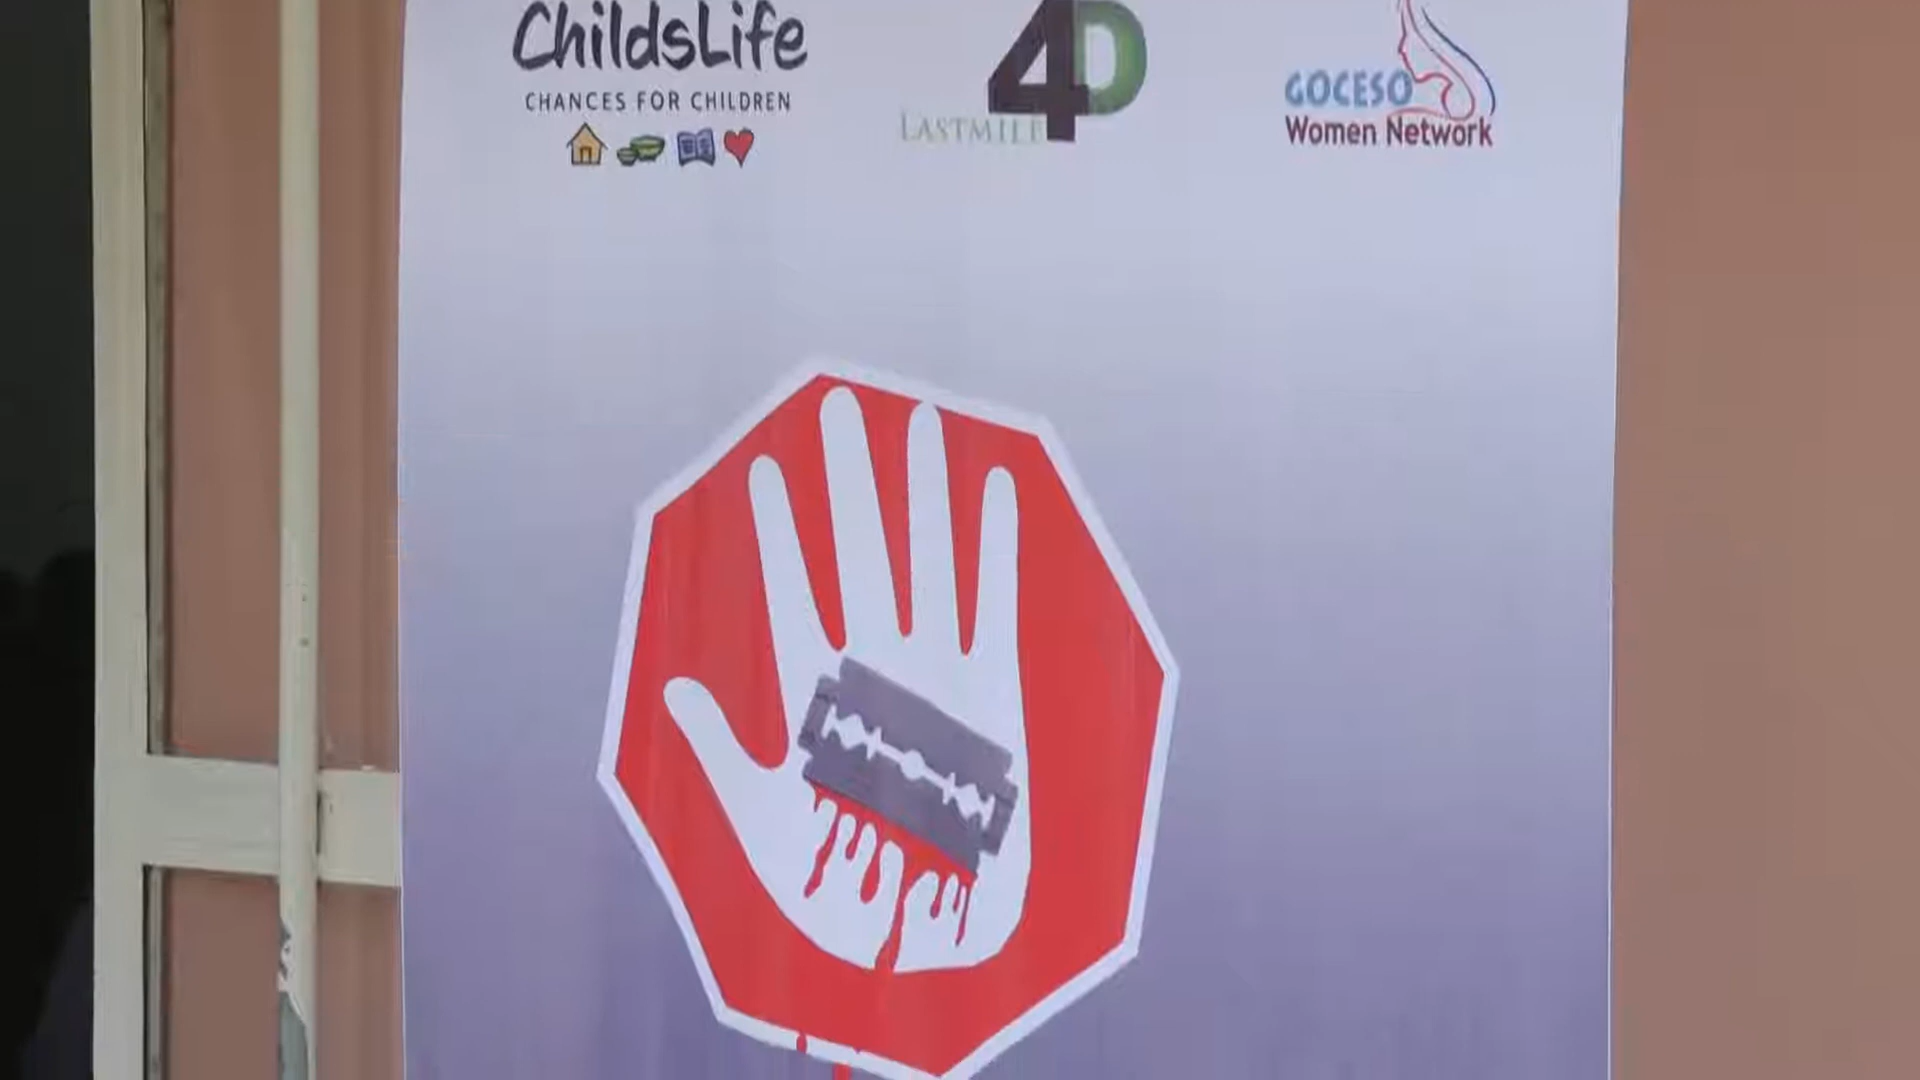 ChildsLife
CHANCES FOR CHILDREN
4D
LASTMILE
GOCESO
Women Network